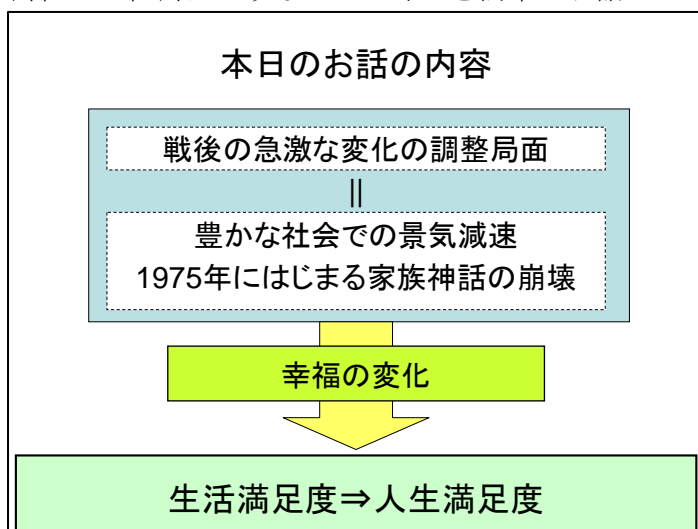 本日のお話の内容
戦後の急激な変化の調整局面
||
豊かな社会での景気減速
1975年にはじまる家族神話の崩壊
幸福の変化
生活満足度⇒人生満足度